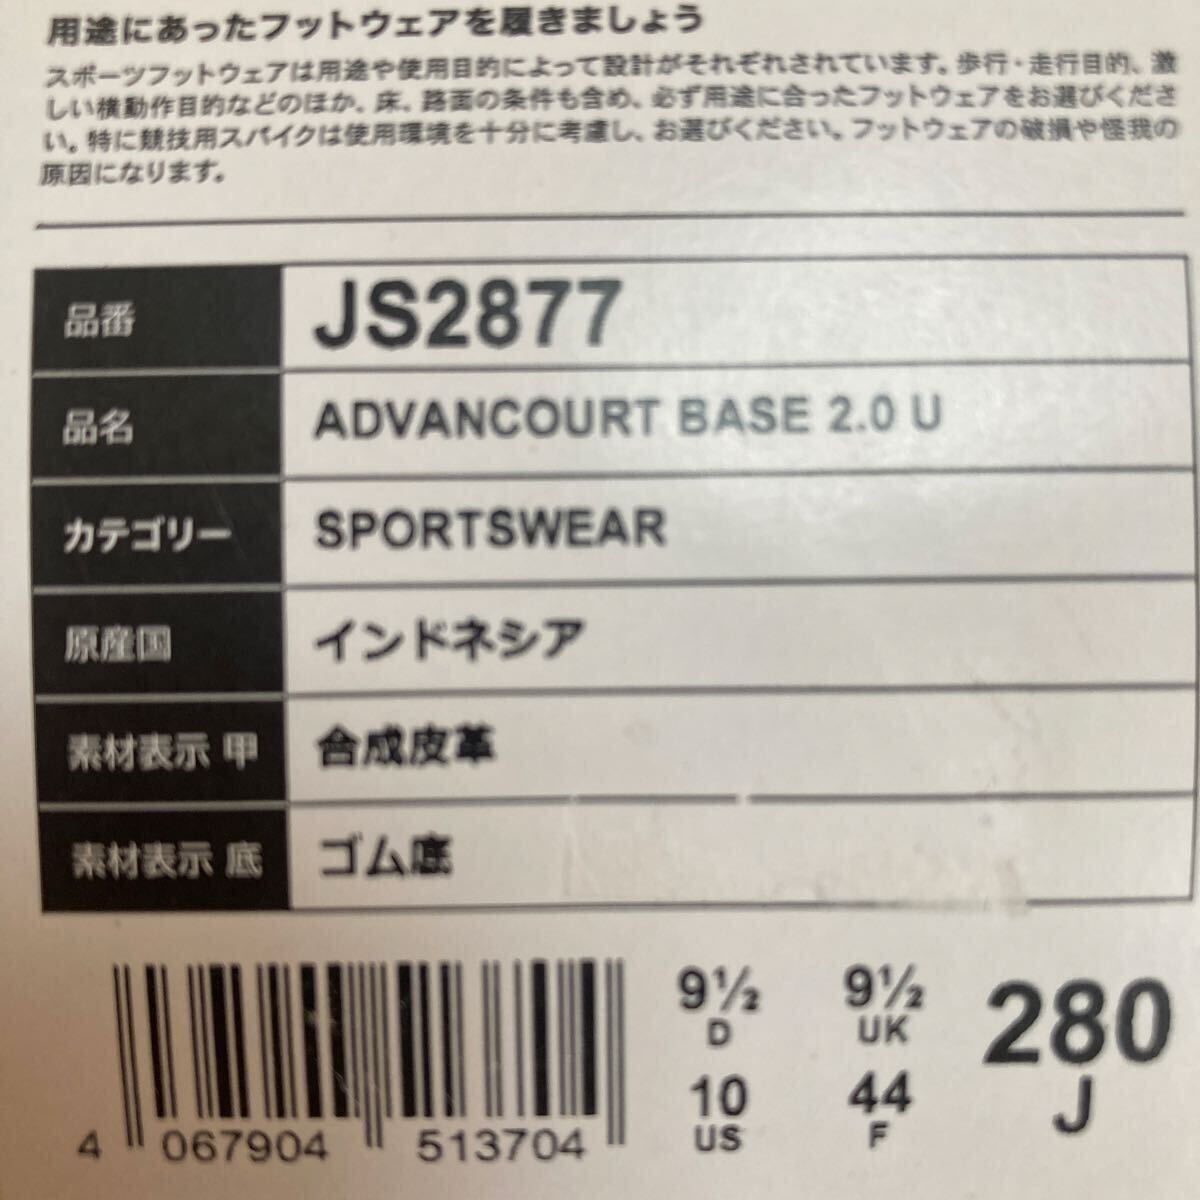 用途にあったフットウェアを履きましょう
スポーツフットウェアは用途や使用目的によって設計がそれぞれされています。歩行・走行目的、激
しい横動作目的などのほか、床、路面の条件も含め、必ず用途に合ったフットウェアをお選びくださ
い。特に競技用スパイクは使用環境を十分に考慮し、お選びください。フットウェアの破損や怪我の
原因になります。
品番 JS2877
品名 ADVANCOURT BASE 2.0 U
カテゴリー SPORTSWEAR
原産国 インドネシア
素材表示 甲 合成皮革
素材表示 底 ゴム底
9½ 9½ 280
D UK J
10 44
US F
4 067904 513704